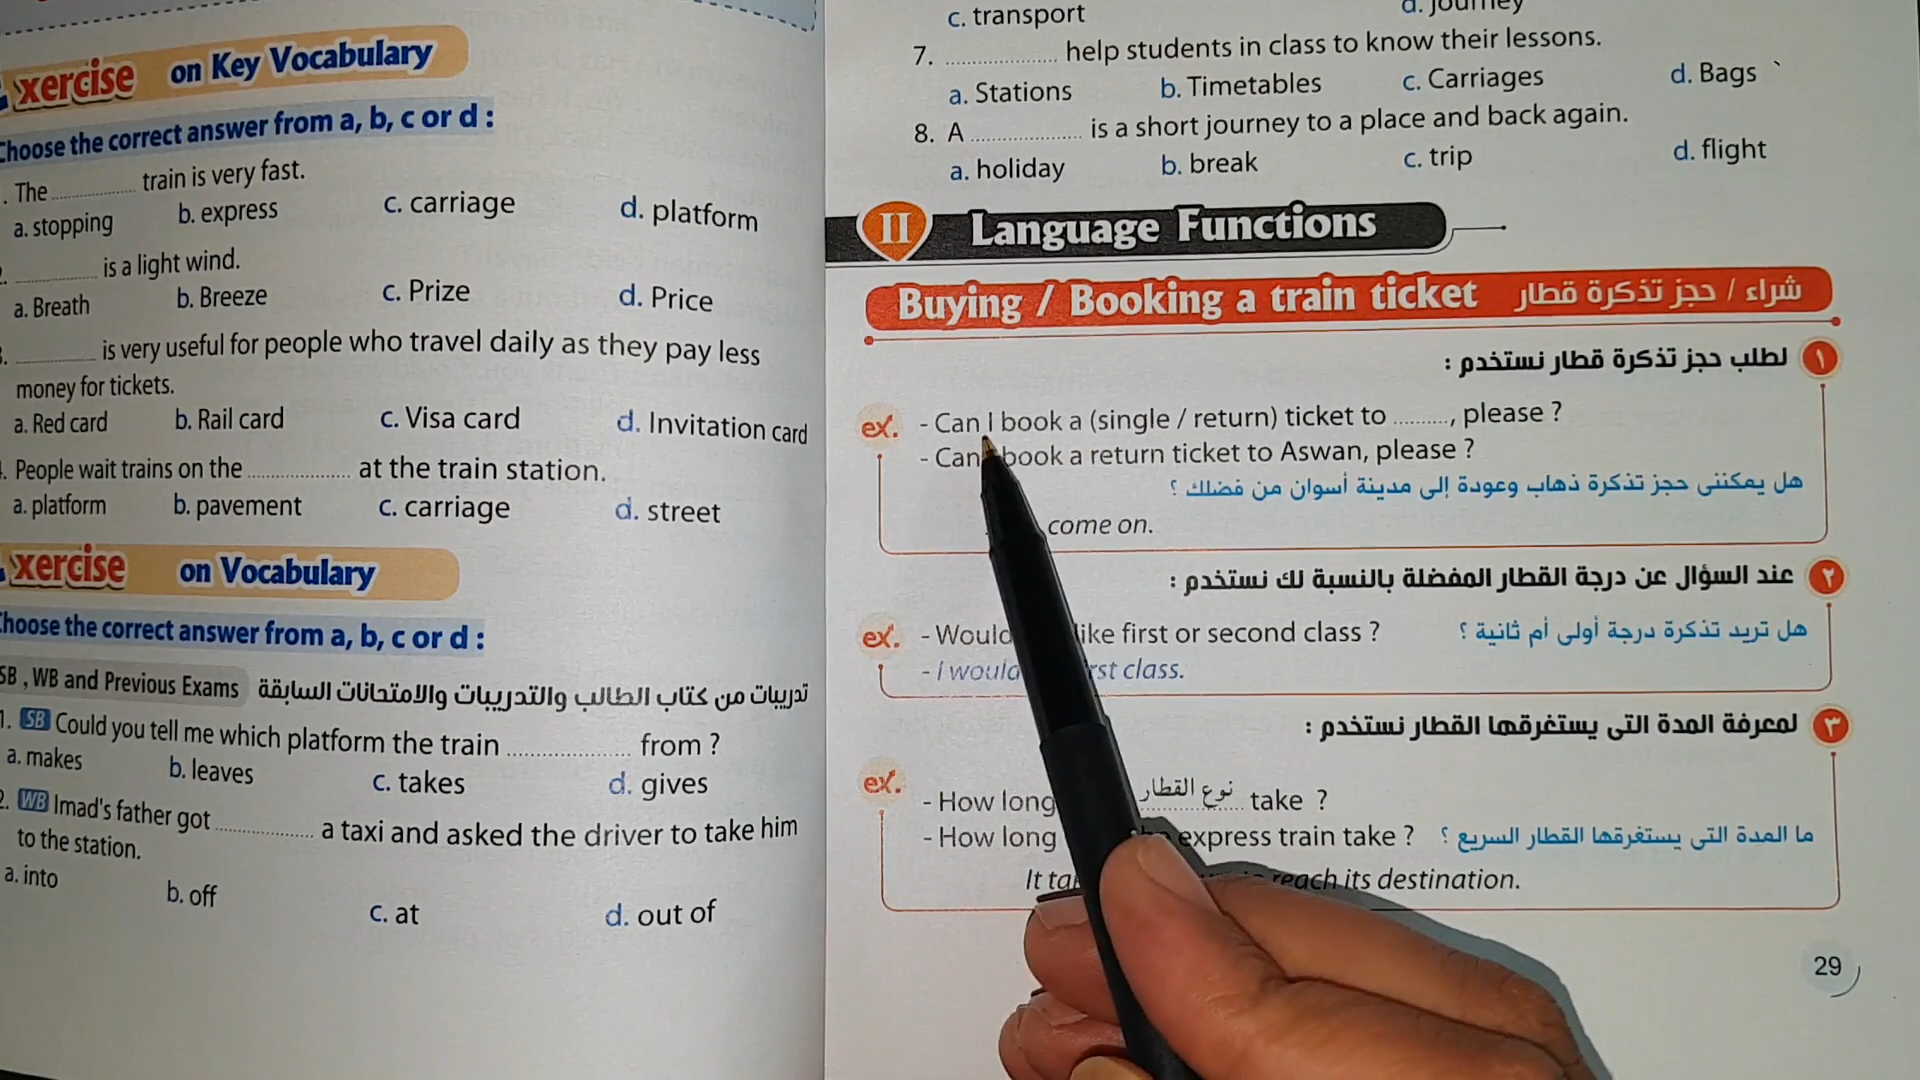 xercise on Key Vocabulary
Choose the correct answer from a, b, c or d :
. The ............... train is very fast.
a. stopping b. express c. carriage d. platform
............... is a light wind.
a. Breath b. Breeze c. Prize d. Price
............... is very useful for people who travel daily as they pay less
money for tickets.
a. Red card b. Rail card c. Visa card d. Invitation card
. People wait trains on the ............... at the train station.
a. platform b. pavement c. carriage d. street
xercise on Vocabulary
Choose the correct answer from a, b, c or d :
SB , WB and Previous Exams تدريبات من كتاب الطالب والتدريبات والامتحانات السابقة
1. SB Could you tell me which platform the train ............... from ?
a. makes b. leaves c. takes d. gives
2. WB Imad's father got ............... a taxi and asked the driver to take him
to the station.
a. into b. off c. at d. out of
c. transport d. journey
7. ............... help students in class to know their lessons.
a. Stations b. Timetables c. Carriages d. Bags
8. A ............... is a short journey to a place and back again.
a. holiday b. break c. trip d. flight
II Language Functions
Buying / Booking a train ticket شراء / حجز تذكرة قطار
١ لطلب حجز تذكرة قطار نستخدم :
ex. - Can I book a (single / return) ticket to ........., please ?
- Can book a return ticket to Aswan, please ?
هل يمكننى حجز تذكرة ذهاب وعودة إلى مدينة أسوان من فضلك ؟
come on.
٢ عند السؤال عن درجة القطار المفضلة بالنسبة لك نستخدم :
ex. - Would like first or second class ? هل تريد تذكرة درجة أولى أم ثانية ؟
- I would class.
٣ لمعرفة المدة التى يستغرقها القطار نستخدم :
ex. - How long نوع القطار take ?
- How long express train take ? ما المدة التى يستغرقها القطار السريع ؟
It reach its destination.
29